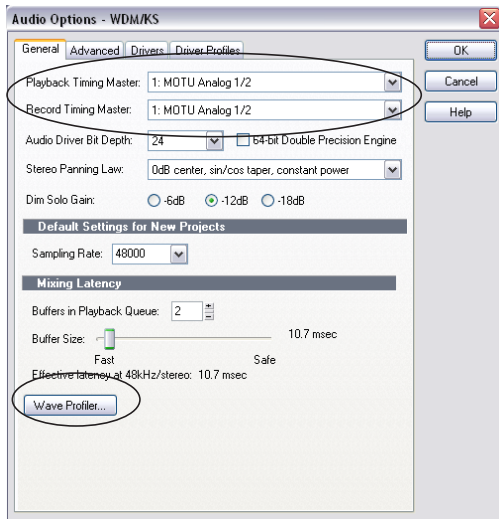 Audio Options - WDM/KS
General Advanced Drivers Driver Profiles
OK
Cancel
Help
Playback Timing Master: 1: MOTU Analog 1/2
Record Timing Master: 1: MOTU Analog 1/2
Audio Driver Bit Depth: 24 64-bit Double Precision Engine
Stereo Panning Law: 0dB center, sin/cos taper, constant power
Dim Solo Gain: -6dB -12dB -18dB
Default Settings for New Projects
Sampling Rate: 48000
Mixing Latency
Buffers in Playback Queue: 2
Buffer Size: 10.7 msec
Fast Safe
Effective latency at 48kHz/stereo: 10.7 msec
Wave Profiler...